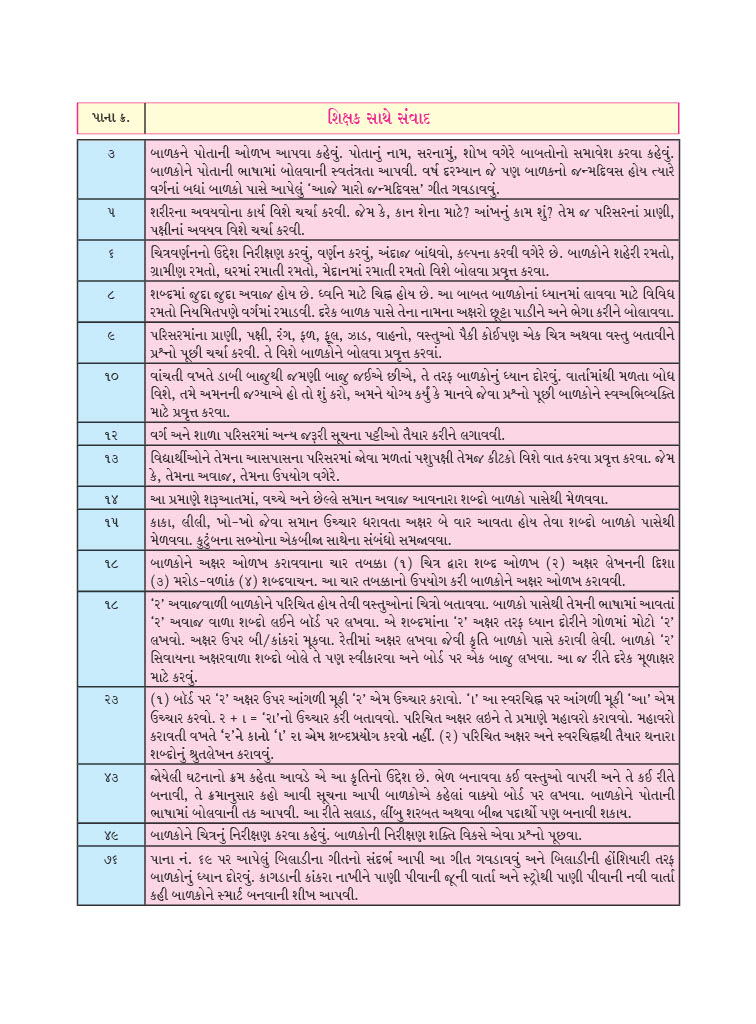 પાના ક્ર. શિક્ષક સાથે સંવાદ
૩ બાળકને પોતાની ઓળખ આપવા કહેવું. પોતાનું નામ, સરનામું, શોખ વગેરે બાબતોનો સમાવેશ કરવા કહેવું.
બાળકોને પોતાની ભાષામાં બોલવાની સ્વતંત્રતા આપવી. વર્ષ દરમ્યાન જે પણ બાળકનો જન્મદિવસ હોય ત્યારે
વર્ગનાં બધાં બાળકો પાસે આપેલું ‘આજે મારો જન્મદિવસ’ ગીત ગવડાવવું.
૫ શરીરના અવયવોના કાર્ય વિશે ચર્ચા કરવી. જેમ કે, કાન શેના માટે? આંખનું કામ શું? તેમ જ પરિસરનાં પ્રાણી,
પક્ષીનાં અવયવ વિશે ચર્ચા કરવી.
૬ ચિત્રવર્ણનનો ઉદ્દેશ નિરીક્ષણ કરવું, વર્ણન કરવું, અંદાજ બાંધવો, કલ્પના કરવી વગેરે છે. બાળકોને શહેરી રમતો,
ગ્રામીણ રમતો, ઘરમાં રમાતી રમતો, મેદાનમાં રમાતી રમતો વિશે બોલવા પ્રવૃત્ત કરવા.
૮ શબ્દમાં જુદા જુદા અવાજ હોય છે. ધ્વનિ માટે ચિહ્ન હોય છે. આ બાબત બાળકોનાં ધ્યાનમાં લાવવા માટે વિવિધ
રમતો નિયમિતપણે વર્ગમાં રમાડવી. દરેક બાળક પાસે તેના નામના અક્ષરો છૂટ્ટા પાડીને અને ભેગા કરીને બોલાવવા.
૯ પરિસરમાંના પ્રાણી, પક્ષી, રંગ, ફળ, ફૂલ, ઝાડ, વાહનો, વસ્તુઓ પૈકી કોઈપણ એક ચિત્ર અથવા વસ્તુ બતાવીને
પ્રશ્નો પૂછી ચર્ચા કરવી. તે વિશે બાળકોને બોલવા પ્રવૃત્ત કરવાં.
૧૦ વાંચતી વખતે ડાબી બાજુથી જમણી બાજુ જઈએ છીએ, તે તરફ બાળકોનું ધ્યાન દોરવું. વાર્તામાંથી મળતા બોધ
વિશે, તમે અમનની જગ્યાએ હો તો શું કરો, અમને યોગ્ય કર્યું કે માનવે જેવા પ્રશ્નો પૂછી બાળકોને સ્વઅભિવ્યક્તિ
માટે પ્રવૃત્ત કરવા.
૧૨ વર્ગ અને શાળા પરિસરમાં અન્ય જરૂરી સૂચના પટ્ટીઓ તૈયાર કરીને લગાવવી.
૧૩ વિદ્યાર્થીઓને તેમના આસપાસના પરિસરમાં જોવા મળતાં પશુપક્ષી તેમજ કીટકો વિશે વાત કરવા પ્રવૃત્ત કરવા. જેમ
કે, તેમના અવાજ, તેમના ઉપયોગ વગેરે.
૧૪ આ પ્રમાણે શરૂઆતમાં, વચ્ચે અને છેલ્લે સમાન અવાજ આવનારા શબ્દો બાળકો પાસેથી મેળવવા.
૧૫ કાકા, લીલી, ખો-ખો જેવા સમાન ઉચ્ચાર ધરાવતા અક્ષર બે વાર આવતા હોય તેવા શબ્દો બાળકો પાસેથી
મેળવવા. કુટુંબના સભ્યોના એકબીજા સાથેના સંબંધો સમજાવવા.
૧૮ બાળકોને અક્ષર ઓળખ કરાવવાના ચાર તબક્કા (૧) ચિત્ર દ્વારા શબ્દ ઓળખ (૨) અક્ષર લેખનની દિશા
(૩) મરોડ-વળાંક (૪) શબ્દવાચન. આ ચાર તબક્કાનો ઉપયોગ કરી બાળકોને અક્ષર ઓળખ કરાવવી.
૧૮ ‘ર’ અવાજવાળી બાળકોને પરિચિત હોય તેવી વસ્તુઓનાં ચિત્રો બતાવવા. બાળકો પાસેથી તેમની ભાષામાં આવતાં
‘ર’ અવાજ વાળા શબ્દો લઈને બૉર્ડ પર લખવા. એ શબ્દમાંના ‘ર’ અક્ષર તરફ ધ્યાન દોરીને ગોળમાં મોટો ‘ર’
લખવો. અક્ષર ઉપર બી/કાંકરાં મૂકવા. રેતીમાં અક્ષર લખવા જેવી કૃતિ બાળકો પાસે કરાવી લેવી. બાળકો ‘ર’
સિવાયના અક્ષરવાળા શબ્દો બોલે તે પણ સ્વીકારવા અને બોર્ડ પર એક બાજુ લખવા. આ જ રીતે દરેક મૂળાક્ષર
માટે કરવું.
૨૩ (૧) બૉર્ડ પર ‘ર’ અક્ષર ઉપર આંગળી મૂકી ‘ર’ એમ ઉચ્ચાર કરાવો. ‘ા’ આ સ્વરચિહ્ન પર આંગળી મૂકી ‘આ’ એમ
ઉચ્ચાર કરવો. ર + ા = ‘રા’નો ઉચ્ચાર કરી બતાવવો. પરિચિત અક્ષર લઇને તે પ્રમાણે મહાવરો કરાવવો. મહાવરો
કરાવતી વખતે ‘ર’ને કાનો ‘ા’ રા એમ શબ્દપ્રયોગ કરવો નહીં. (૨) પરિચિત અક્ષર અને સ્વરચિહ્નથી તૈયાર થનારા
શબ્દોનું શ્રુતલેખન કરાવવું.
૪૩ જોયેલી ઘટનાનો ક્રમ કહેતા આવડે એ આ કૃતિનો ઉદ્દેશ છે. ભેળ બનાવવા કઈ વસ્તુઓ વાપરી અને તે કઈ રીતે
બનાવી, તે ક્રમાનુસાર કહો આવી સૂચના આપી બાળકોએ કહેલાં વાક્યો બોર્ડ પર લખવા. બાળકોને પોતાની
ભાષામાં બોલવાની તક આપવી. આ રીતે સલાડ, લીંબુ શરબત અથવા બીજા પદાર્થો પણ બનાવી શકાય.
૪૯ બાળકોને ચિત્રનું નિરીક્ષણ કરવા કહેવું. બાળકોની નિરીક્ષણ શક્તિ વિકસે એવા પ્રશ્નો પૂછવા.
૭૬ પાના નં. ૬૯ પર આપેલું બિલાડીના ગીતનો સંદર્ભ આપી આ ગીત ગવડાવવું અને બિલાડીની હોંશિયારી તરફ
બાળકોનું ધ્યાન દોરવું. કાગડાની કાંકરા નાખીને પાણી પીવાની જૂની વાર્તા અને સ્ટ્રોથી પાણી પીવાની નવી વાર્તા
કહી બાળકોને સ્માર્ટ બનવાની શીખ આપવી.